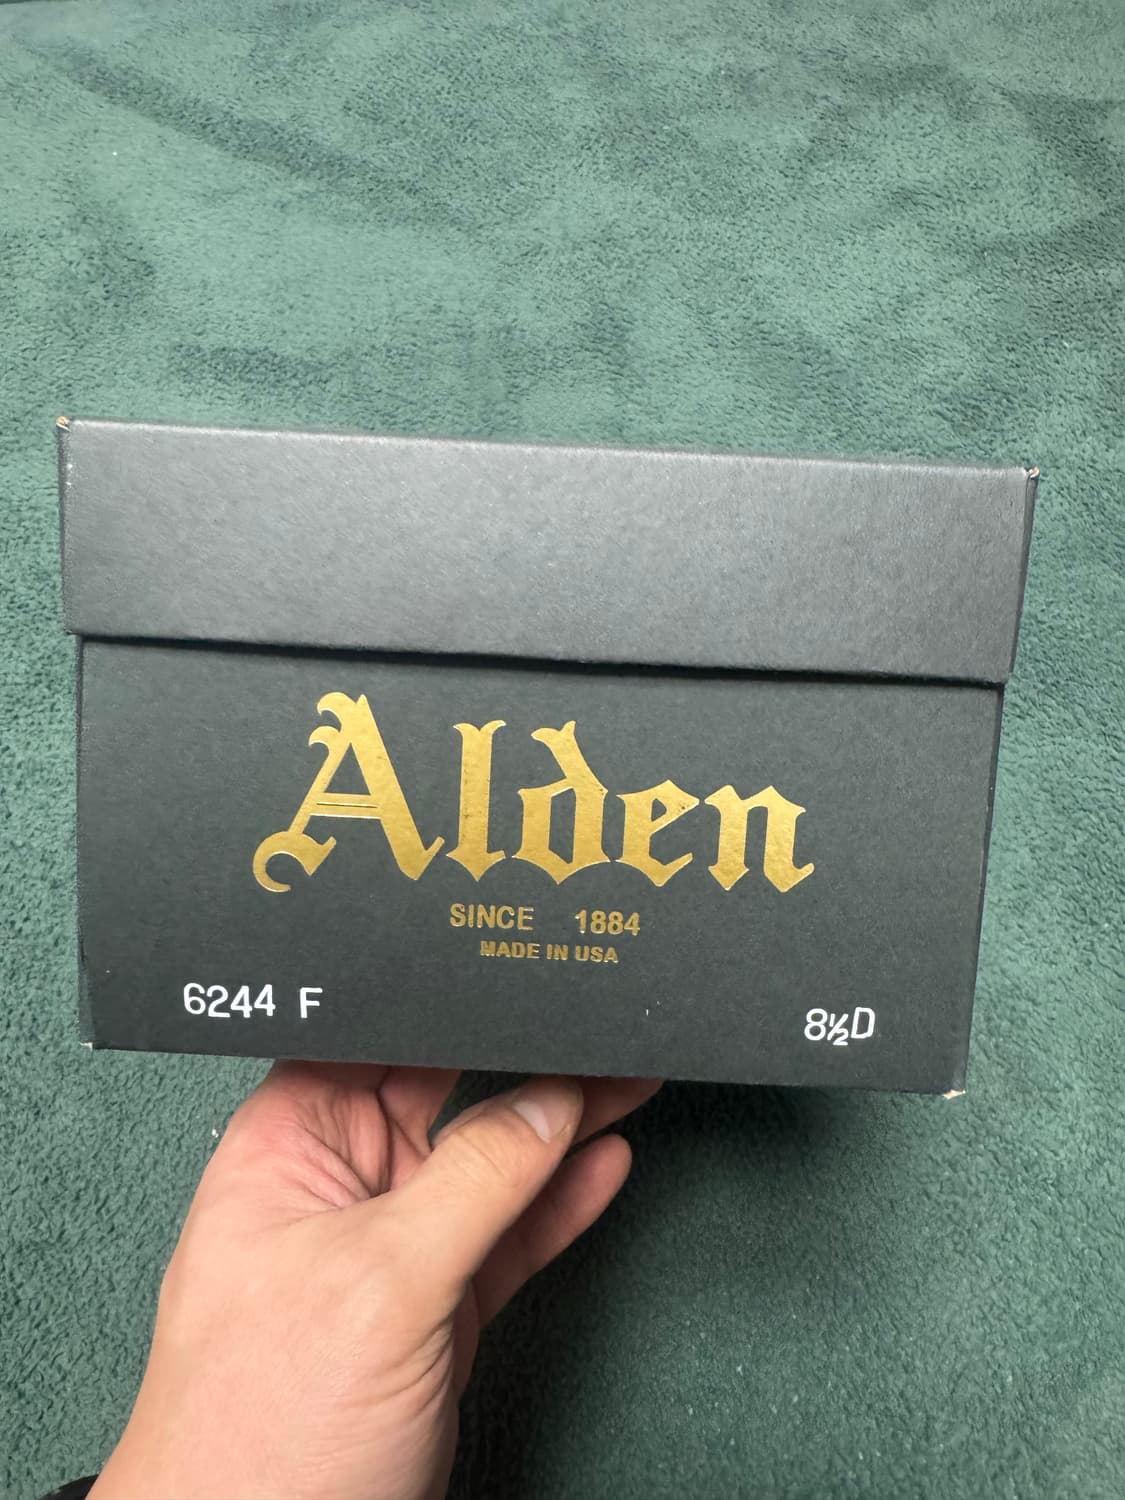 Alden
SINCE 1884
MADE IN USA
6244 F
8½D